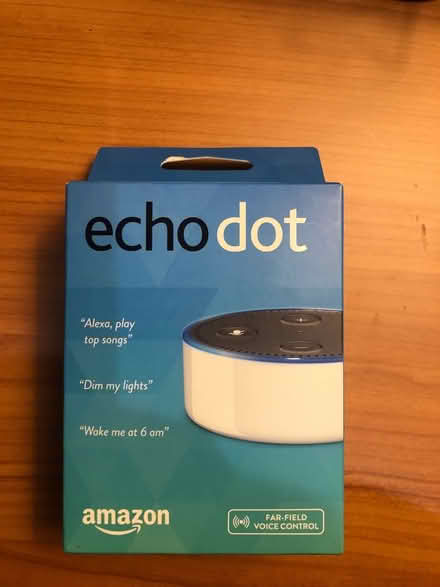 echo dot
“Alexa, play
top songs”
“Dim my lights”
“Wake me at 6 am”
amazon
FAR-FIELD
VOICE CONTROL